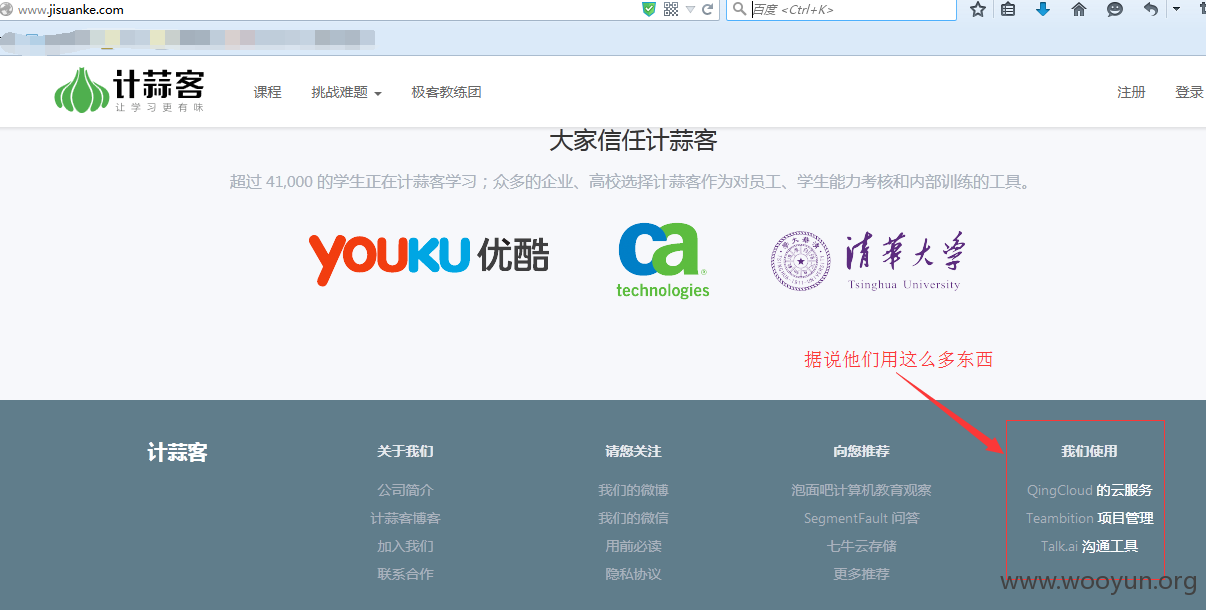 www.jisuanke.com
百度 <Ctrl+K>
计蒜客
让学习更有味
课程
挑战难题
极客教练团
注册
登录
大家信任计蒜客
超过 41,000 的学生正在计蒜客学习；众多的企业、高校选择计蒜客作为对员工、学生能力考核和内部训练的工具。
YOUKU 优酷
ca
technologies
清华大学
Tsinghua University
据说他们用这么多东西
计蒜客
关于我们
公司简介
计蒜客博客
加入我们
联系合作
请您关注
我们的微博
我们的微信
用前必读
隐私协议
向您推荐
泡面吧计算机教育观察
SegmentFault 问答
七牛云存储
更多推荐
我们使用
QingCloud 的云服务
Teambition 项目管理
Talk.ai 沟通工具
www.wooyun.org